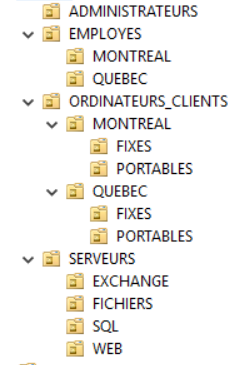 ADMINISTRATEURS
EMPLOYES
MONTREAL
QUEBEC
ORDINATEURS_CLIENTS
MONTREAL
FIXES
PORTABLES
QUEBEC
FIXES
PORTABLES
SERVEURS
EXCHANGE
FICHIERS
SQL
WEB